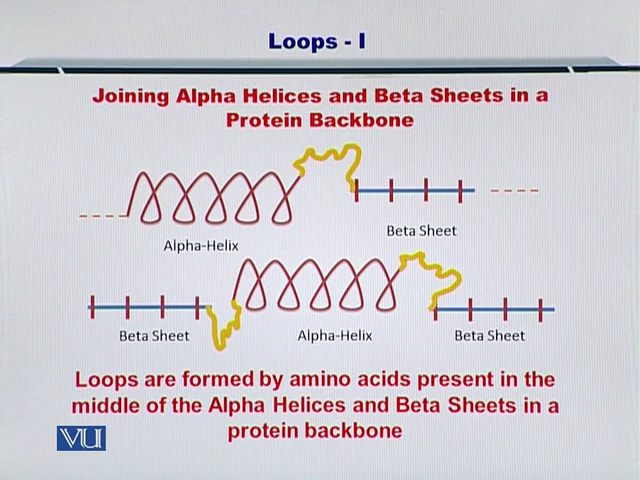 Loops - I
Joining Alpha Helices and Beta Sheets in a
Protein Backbone
Alpha-Helix
Beta Sheet
Beta Sheet
Alpha-Helix
Beta Sheet
Loops are formed by amino acids present in the
middle of the Alpha Helices and Beta Sheets in a
protein backbone
VU